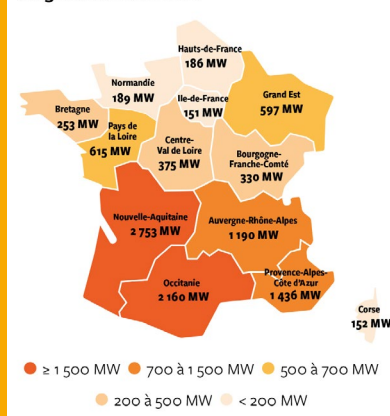 Hauts-de-France
186 MW
Normandie
189 MW
Ile-de-France
151 MW
Grand Est
597 MW
Bretagne
253 MW
Pays de
la Loire
615 MW
Centre-
Val de Loire
375 MW
Bourgogne-
Franche-Comté
330 MW
Nouvelle-Aquitaine
2 753 MW
Auvergne-Rhône-Alpes
1 190 MW
Occitanie
2 160 MW
Provence-Alpes-
Côte d'Azur
1 436 MW
Corse
152 MW
≥ 1 500 MW
700 à 1 500 MW
500 à 700 MW
200 à 500 MW
< 200 MW